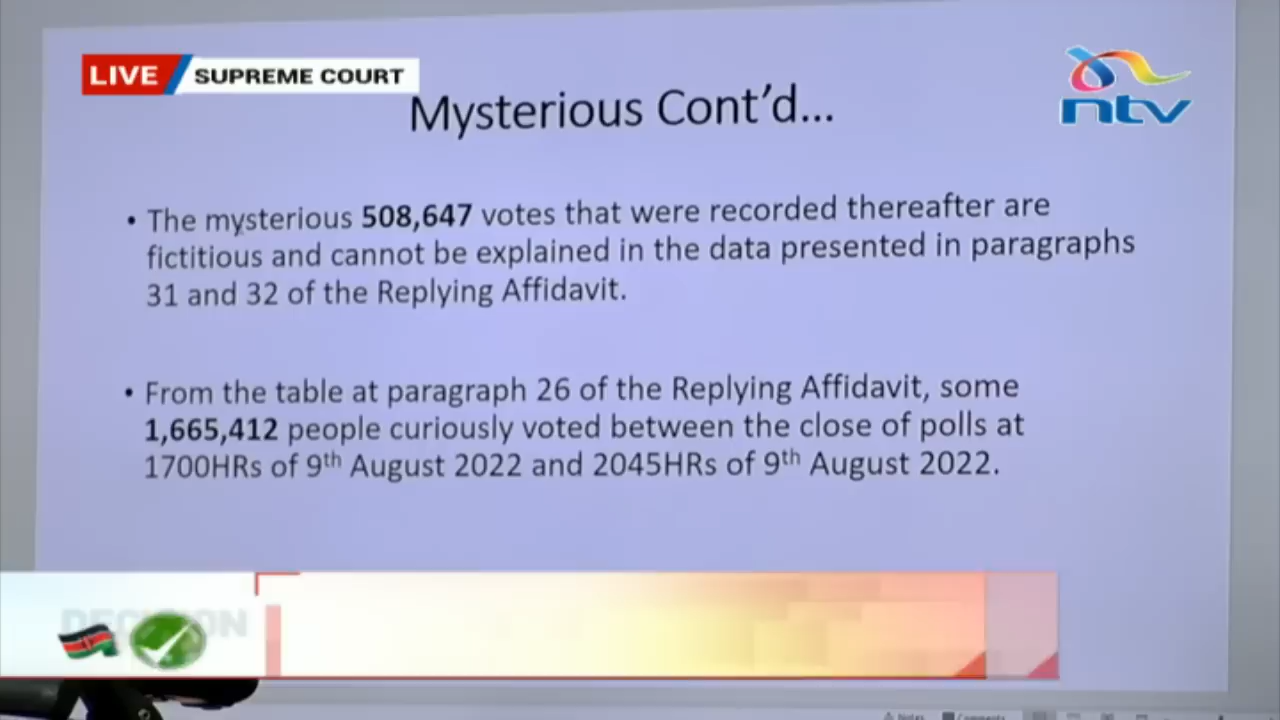 LIVE SUPREME COURT
ntv
Mysterious Cont’d...
• The mysterious 508,647 votes that were recorded thereafter are
fictitious and cannot be explained in the data presented in paragraphs
31 and 32 of the Replying Affidavit.
• From the table at paragraph 26 of the Replying Affidavit, some
1,665,412 people curiously voted between the close of polls at
1700HRs of 9th August 2022 and 2045HRs of 9th August 2022.
DECISION
Notes Comments